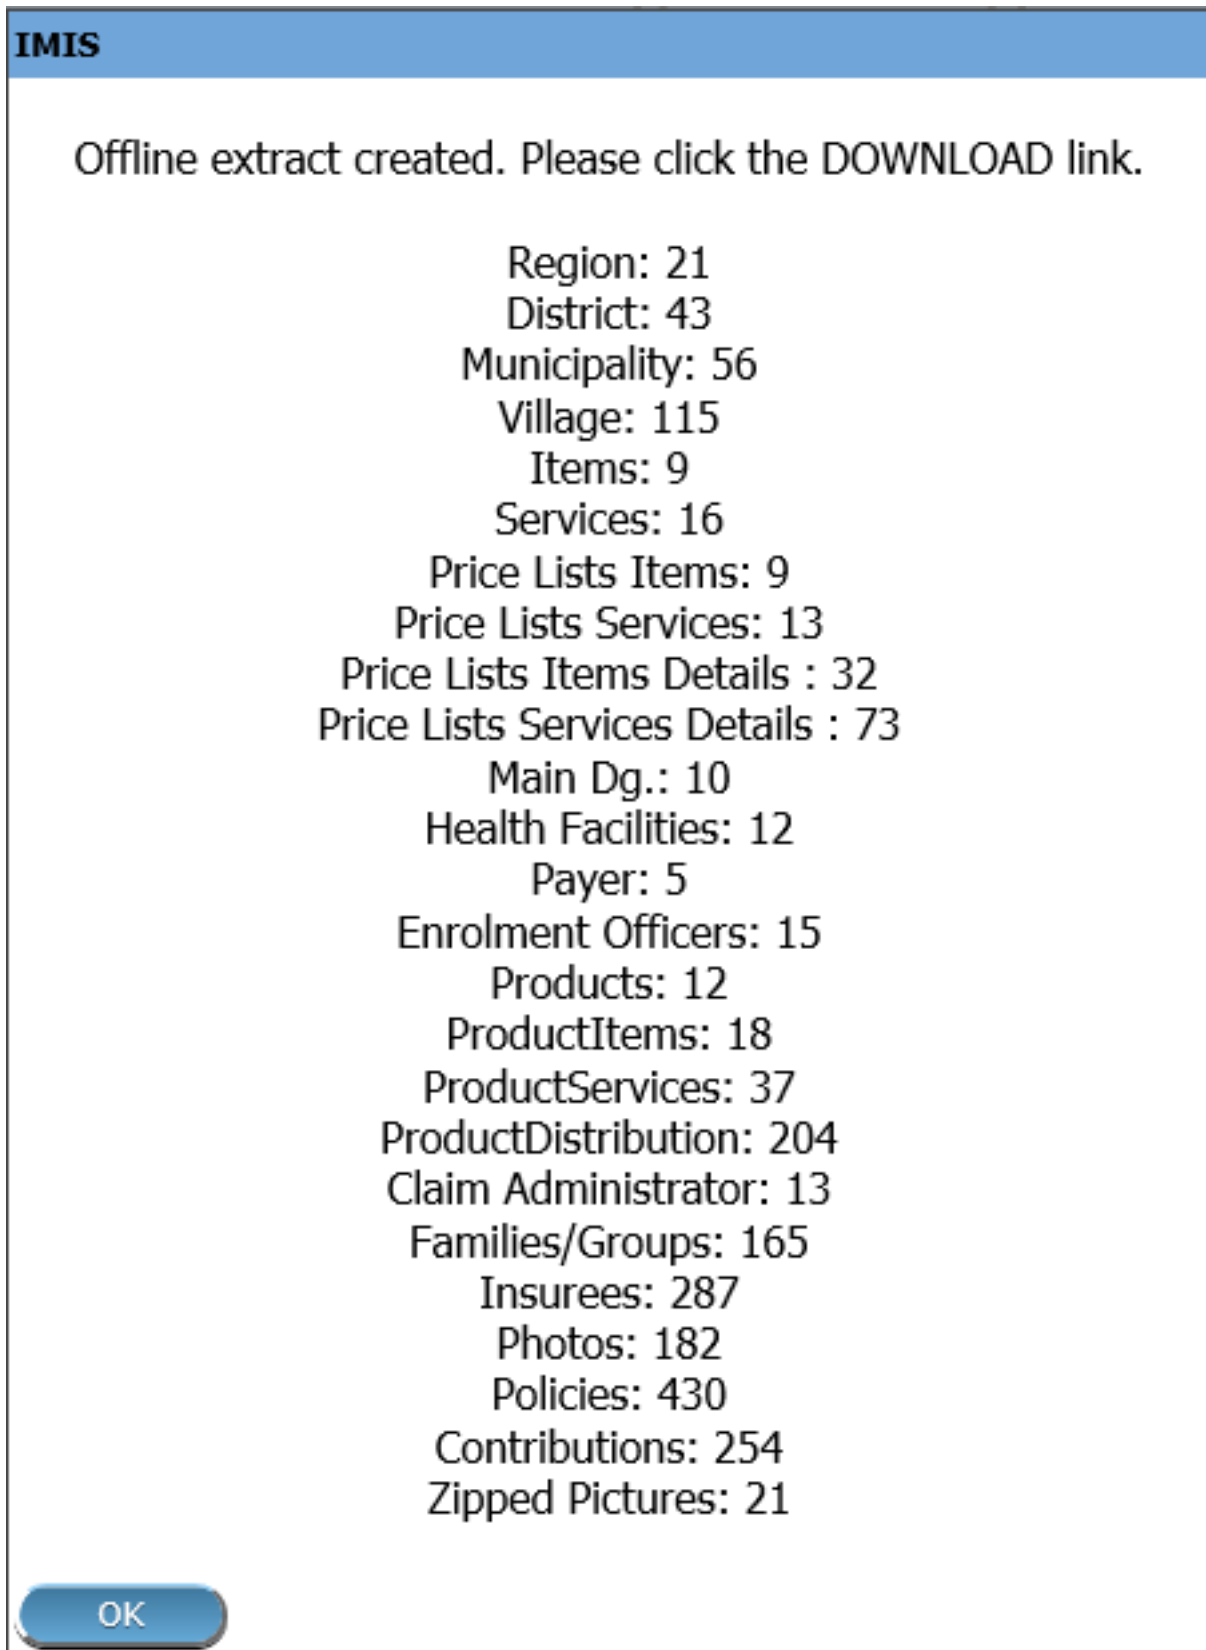 IMIS
Offline extract created. Please click the DOWNLOAD link.
Region: 21
District: 43
Municipality: 56
Village: 115
Items: 9
Services: 16
Price Lists Items: 9
Price Lists Services: 13
Price Lists Items Details : 32
Price Lists Services Details : 73
Main Dg.: 10
Health Facilities: 12
Payer: 5
Enrolment Officers: 15
Products: 12
ProductItems: 18
ProductServices: 37
ProductDistribution: 204
Claim Administrator: 13
Families/Groups: 165
Insurees: 287
Photos: 182
Policies: 430
Contributions: 254
Zipped Pictures: 21
OK